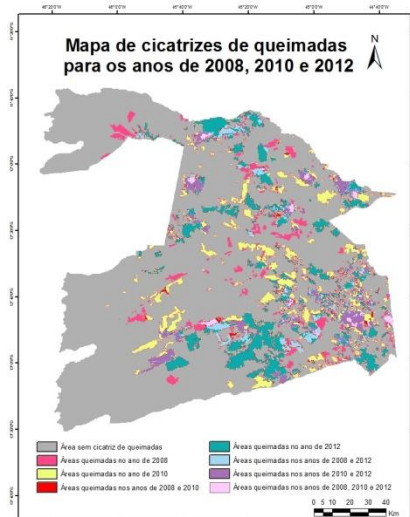 Mapa de cicatrizes de queimadas
para os anos de 2008, 2010 e 2012
N
Área sem cicatriz de queimadas
Áreas queimadas no ano de 2008
Áreas queimadas no ano de 2010
Áreas queimadas nos anos de 2008 e 2010
Áreas queimadas no ano de 2012
Áreas queimadas nos anos de 2008 e 2012
Áreas queimadas nos anos de 2010 e 2012
Áreas queimadas nos anos de 2008, 2010 e 2012
0 5 10 20 30 40
Km